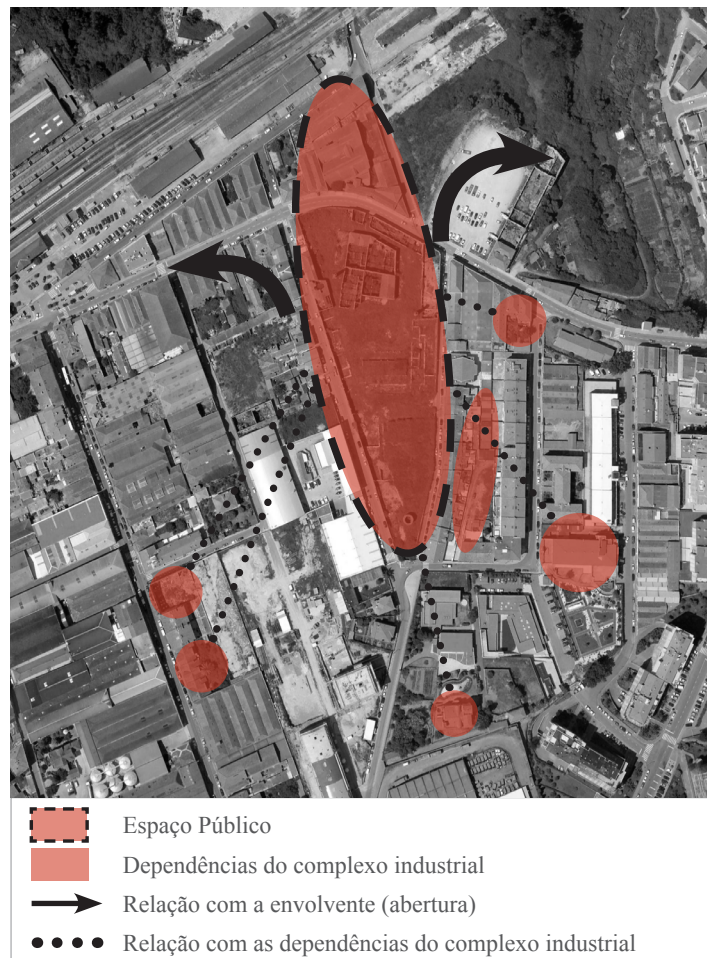 Espaço Público
Dependências do complexo industrial
Relação com a envolvente (abertura)
Relação com as dependências do complexo industrial